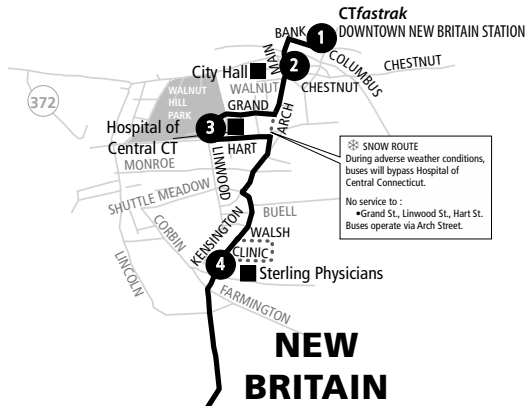 CTfastrak
DOWNTOWN NEW BRITAIN STATION
BANK
1
MAIN
COLUMBUS
2
City Hall
CHESTNUT
CHESTNUT
WALNUT
WALNUT
HILL
PARK
372
GRAND
ARCH
3
Hospital of
Central CT
HART
MONROE
LINWOOD
❄ SNOW ROUTE
During adverse weather conditions,
buses will bypass Hospital of
Central Connecticut.
No service to :
•Grand St., Linwood St., Hart St.
Buses operate via Arch Street.
SHUTTLE MEADOW
BUELL
CORBIN
KENSINGTON
WALSH
CLINIC
LINCOLN
4
Sterling Physicians
FARMINGTON
NEW
BRITAIN